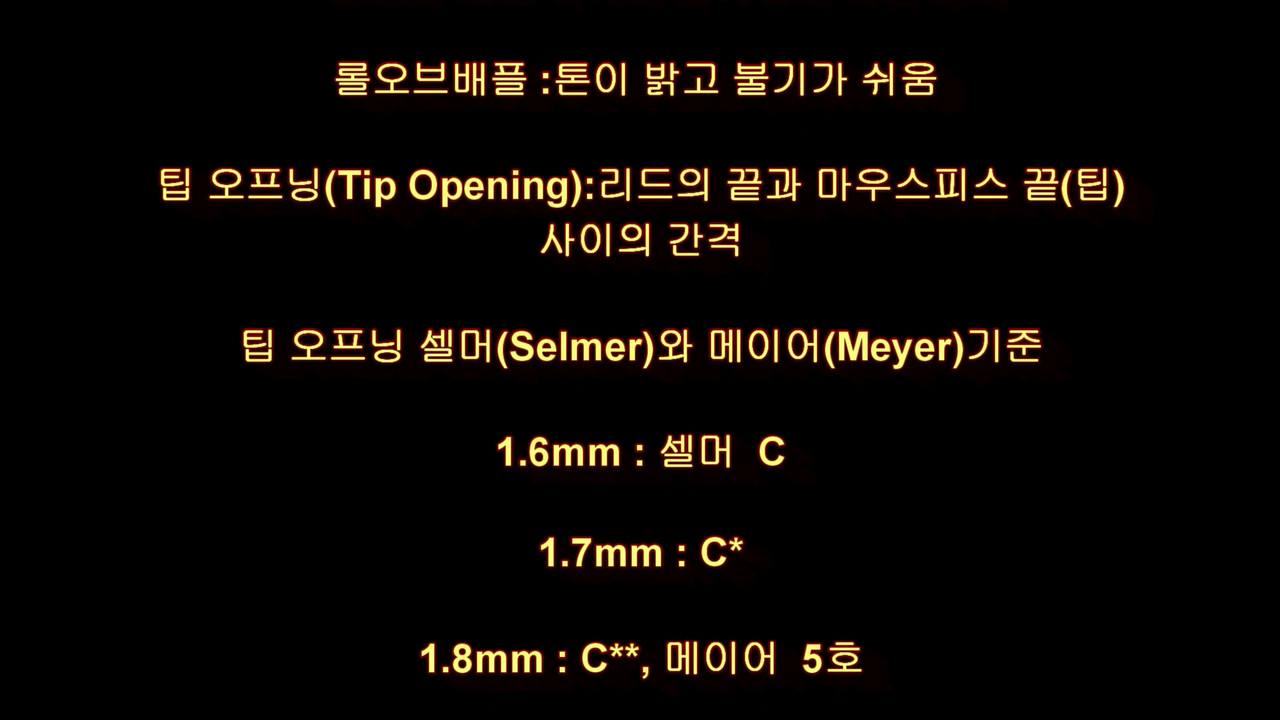 롤오브배플 :톤이 밝고 불기가 쉬움
팁 오프닝(Tip Opening):리드의 끝과 마우스피스 끝(팁)
사이의 간격
팁 오프닝 셀머(Selmer)와 메이어(Meyer)기준
1.6mm : 셀머 C
1.7mm : C*
1.8mm : C**, 메이어 5호